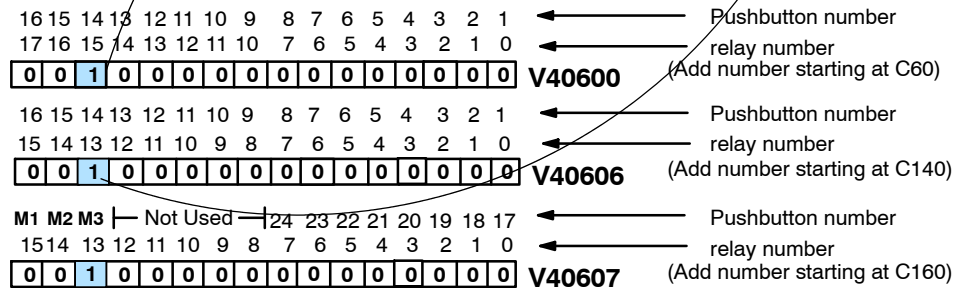 16 15 14 13 12 11 10 9 8 7 6 5 4 3 2 1 Pushbutton number
17 16 15 14 13 12 11 10 7 6 5 4 3 2 1 0 relay number
(Add number starting at C60)
0 0 1 0 0 0 0 0 0 0 0 0 0 0 0 0 V40600
16 15 14 13 12 11 10 9 8 7 6 5 4 3 2 1 Pushbutton number
15 14 13 12 11 10 9 8 7 6 5 4 3 2 1 0 relay number
(Add number starting at C140)
0 0 1 0 0 0 0 0 0 0 0 0 0 0 0 0 V40606
M1 M2 M3 Not Used 24 23 22 21 20 19 18 17 Pushbutton number
15 14 13 12 11 10 9 8 7 6 5 4 3 2 1 0 relay number
(Add number starting at C160)
0 0 1 0 0 0 0 0 0 0 0 0 0 0 0 0 V40607